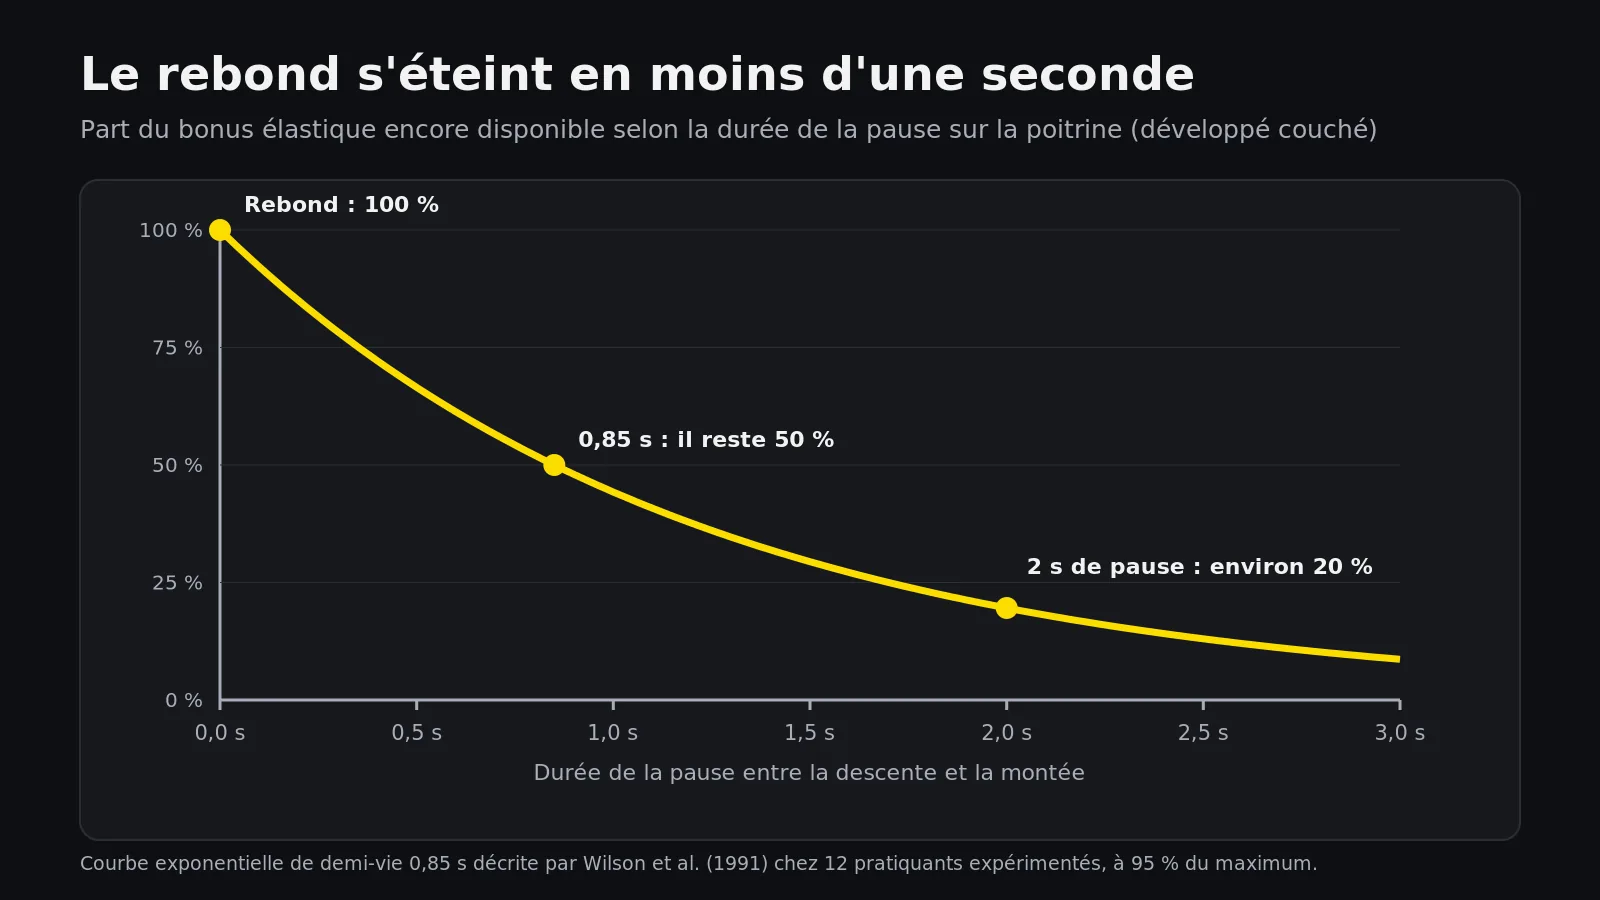 Le rebond s'éteint en moins d'une seconde
Part du bonus élastique encore disponible selon la durée de la pause sur la poitrine (développé couché)
Rebond : 100 %
100 %
75 %
0,85 s : il reste 50 %
50 %
2 s de pause : environ 20 %
25 %
0 %
0,0 s 0,5 s 1,0 s 1,5 s 2,0 s 2,5 s 3,0 s
Durée de la pause entre la descente et la montée
Courbe exponentielle de demi-vie 0,85 s décrite par Wilson et al. (1991) chez 12 pratiquants expérimentés, à 95 % du maximum.